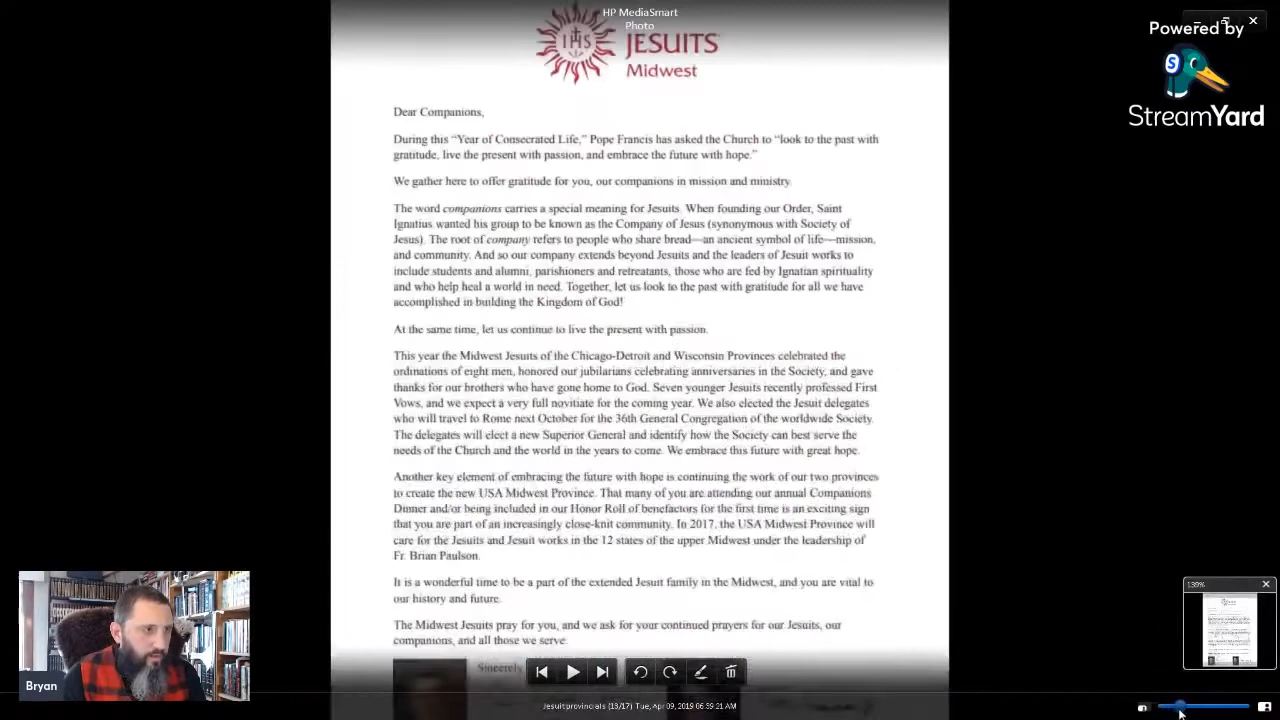 HP MediaSmart
Photo
Powered by
S
StreamYard
IHS
JESUITS
Midwest
Dear Companions,
During this “Year of Consecrated Life,” Pope Francis has asked the Church to “look to the past with
gratitude, live the present with passion, and embrace the future with hope.”
We gather here to offer gratitude for you, our companions in mission and ministry.
The word companions carries a special meaning for Jesuits. When founding our Order, Saint
Ignatius wanted his group to be known as the Company of Jesus (synonymous with Society of
Jesus). The root of company refers to people who share bread—an ancient symbol of life—mission,
and community. And so our company extends beyond Jesuits and the leaders of Jesuit works to
include students and alumni, parishioners and retreatants, those who are fed by Ignatian spirituality
and who help heal a world in need. Together, let us look to the past with gratitude for all we have
accomplished in building the Kingdom of God!
At the same time, let us continue to live the present with passion.
This year the Midwest Jesuits of the Chicago-Detroit and Wisconsin Provinces celebrated the
ordinations of eight men, honored our jubilarians celebrating anniversaries in the Society, and gave
thanks for our brothers who have gone home to God. Seven younger Jesuits recently professed First
Vows, and we expect a very full novitiate for the coming year. We also elected the Jesuit delegates
who will travel to Rome next October for the 36th General Congregation of the worldwide Society.
The delegates will elect a new Superior General and identify how the Society can best serve the
needs of the Church and the world in the years to come. We embrace this future with great hope.
Another key element of embracing the future with hope is continuing the work of our two provinces
to create the new USA Midwest Province. That many of you are attending our annual Companions
Dinner and/or being included in our Honor Roll of benefactors for the first time is an exciting sign
that you are part of an increasingly close-knit community. In 2017, the USA Midwest Province will
care for the Jesuits and Jesuit works in the 12 states of the upper Midwest under the leadership of
Fr. Brian Paulson.
It is a wonderful time to be a part of the extended Jesuit family in the Midwest, and you are vital to
our history and future.
The Midwest Jesuits pray for you, and we ask for your continued prayers for our Jesuits, our
companions, and all those we serve.
Sincerely
139%
Bryan
Jesuitprovincials (13/17) Tue, Apr 09, 2019 06:59:21 AM